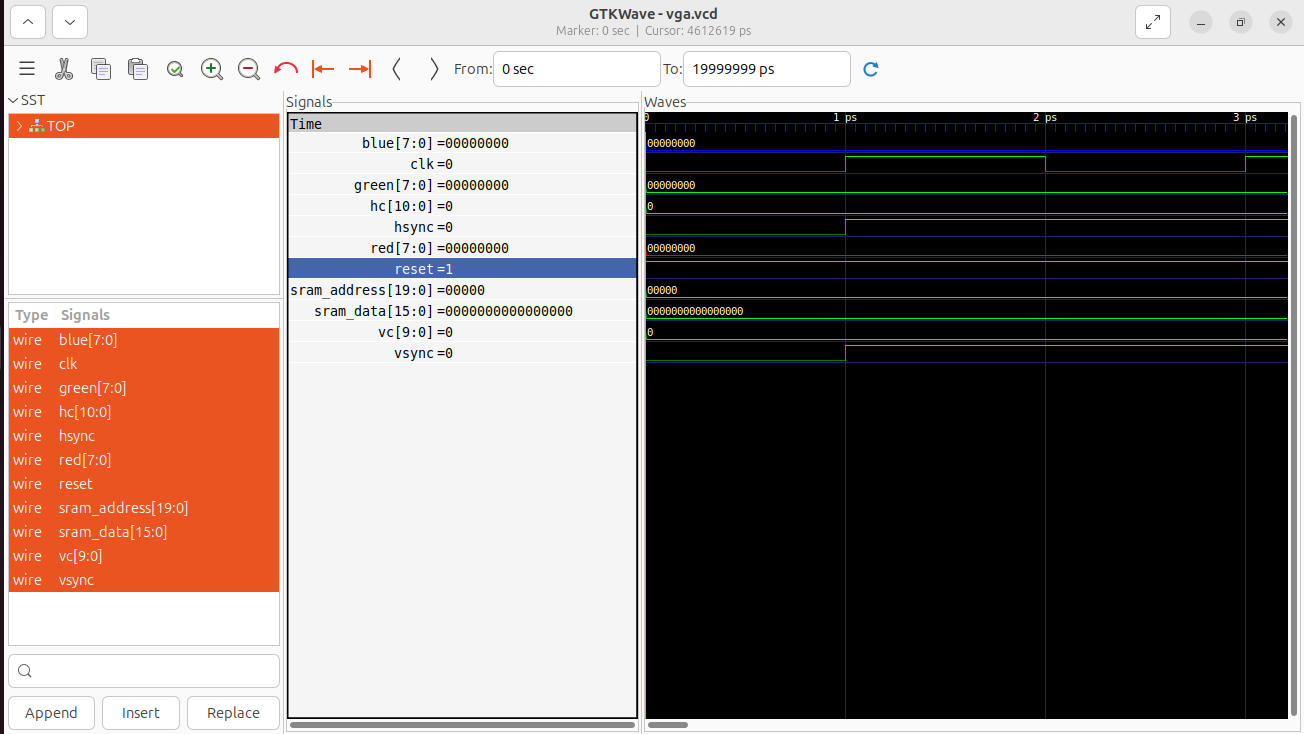 GTKWave - vga.vcd
Marker: 0 sec | Cursor: 4612619 ps
From: 0 sec To: 19999999 ps
SST
TOP
Type Signals
wire blue[7:0]
wire clk
wire green[7:0]
wire hc[10:0]
wire hsync
wire red[7:0]
wire reset
wire sram_address[19:0]
wire sram_data[15:0]
wire vc[9:0]
wire vsync
Append Insert Replace
Signals
Time
blue[7:0] =00000000
clk =0
green[7:0] =00000000
hc[10:0] =0
hsync =0
red[7:0] =00000000
reset =1
sram_address[19:0] =00000
sram_data[15:0] =0000000000000000
vc[9:0] =0
vsync =0
Waves
0 1 ps 2 ps 3 ps
00000000
00000000
0
00000000
00000
0000000000000000
0